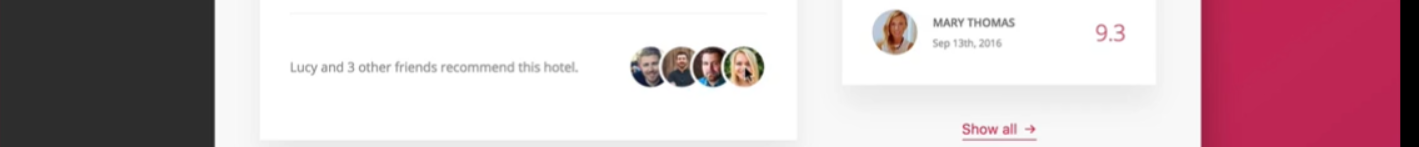 Lucy and 3 other friends recommend this hotel.
MARY THOMAS
Sep 13th, 2016
9.3
Show all →